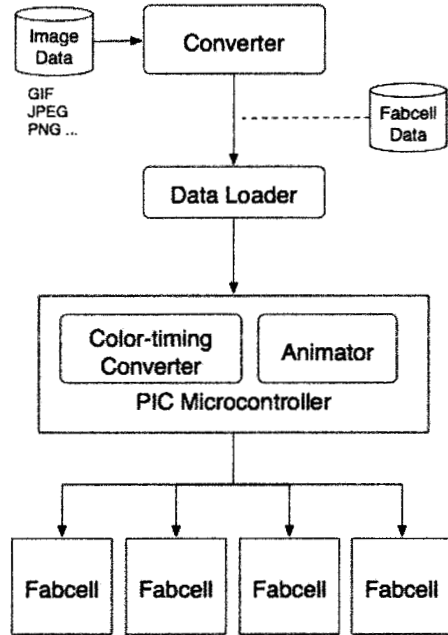 Image
Data
Converter
GIF
JPEG
PNG ...
Fabcell
Data
Data Loader
Color-timing
Converter
Animator
PIC Microcontroller
Fabcell
Fabcell
Fabcell
Fabcell